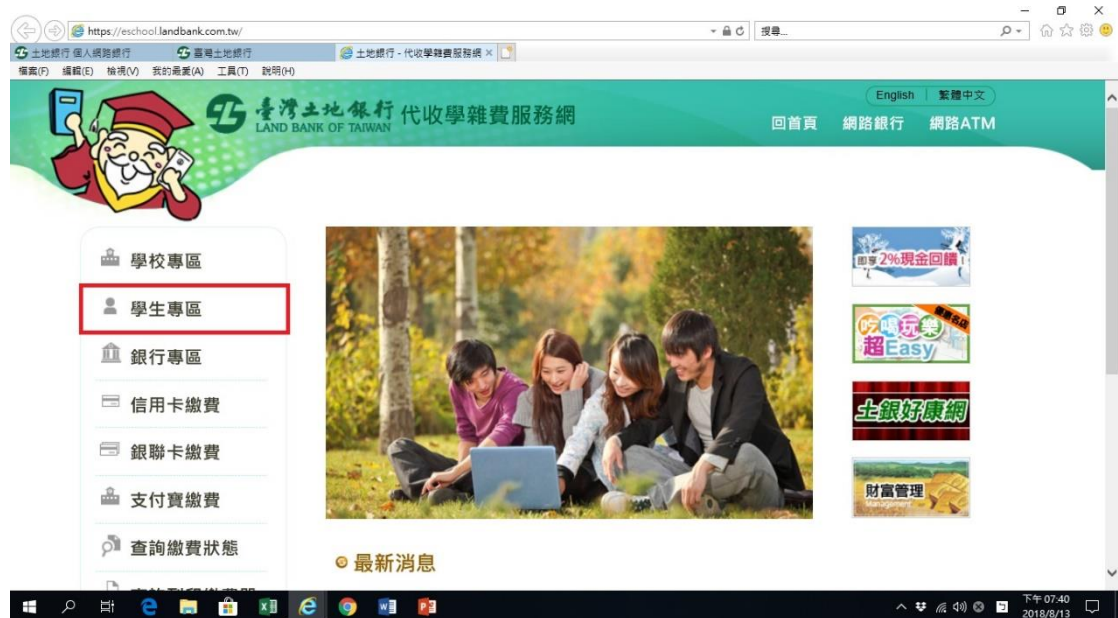 https://eschool.landbank.com.tw/
搜尋...
土地銀行 個人網路銀行
臺灣土地銀行
土地銀行 - 代收學雜費服務網
檔案(F) 編輯(E) 檢視(V) 我的最愛(A) 工具(T) 說明(H)
English | 繁體中文
臺灣土地銀行 代收學雜費服務網
LAND BANK OF TAIWAN
回首頁 網路銀行 網路ATM
學校專區
學生專區
銀行專區
信用卡繳費
銀聯卡繳費
支付寶繳費
查詢繳費狀態
即享2%現金回饋!
吃喝玩樂
超Easy
優惠名店
土銀好康網
財富管理
Management
最新消息
下午 07:40
2018/8/13